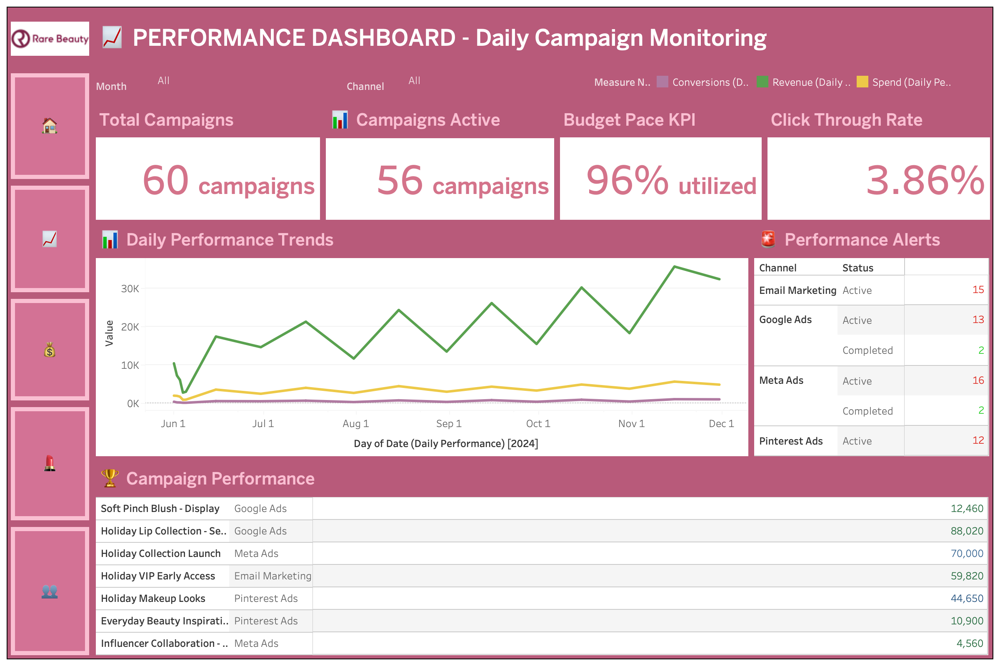 Rare Beauty
PERFORMANCE DASHBOARD - Daily Campaign Monitoring
Month All Channel All Measure N.. Conversions (D.. Revenue (Daily .. Spend (Daily Pe..
Total Campaigns
60 campaigns
Campaigns Active
56 campaigns
Budget Pace KPI
96% utilized
Click Through Rate
3.86%
Daily Performance Trends
Value
30K
20K
10K
0K
Jun 1 Jul 1 Aug 1 Sep 1 Oct 1 Nov 1 Dec 1
Day of Date (Daily Performance) [2024]
Performance Alerts
Channel Status
Email Marketing Active 15
Google Ads Active 13
Completed 2
Meta Ads Active 16
Completed 2
Pinterest Ads Active 12
Campaign Performance
Soft Pinch Blush - Display Google Ads 12,460
Holiday Lip Collection - Se.. Google Ads 88,020
Holiday Collection Launch Meta Ads 70,000
Holiday VIP Early Access Email Marketing 59,820
Holiday Makeup Looks Pinterest Ads 44,650
Everyday Beauty Inspirati.. Pinterest Ads 10,900
Influencer Collaboration - .. Meta Ads 4,560